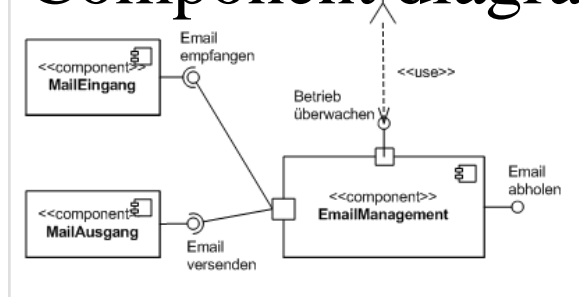 Component diagra
Email
empfangen
<<component>>
MailEingang
<<use>>
Betrieb
überwachen
<<component>>
EmailManagement
Email
abholen
<<component
MailAusgang
Email
versenden